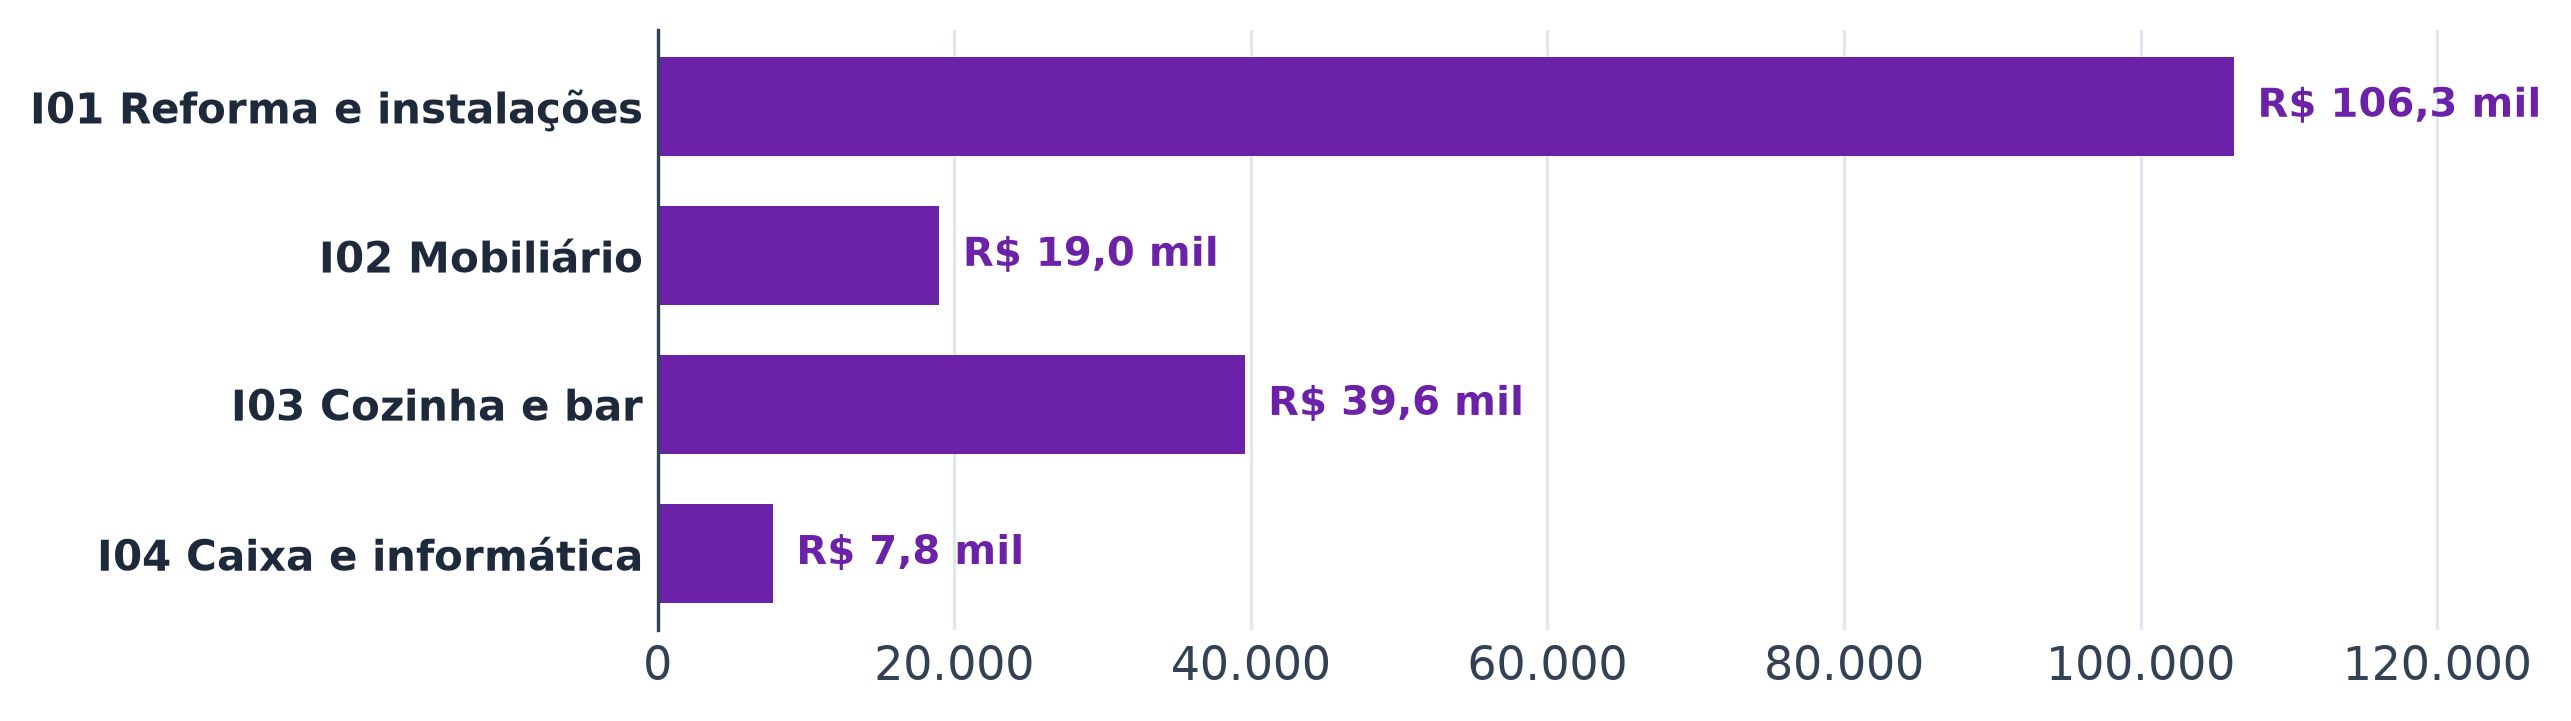 I01 Reforma e instalações R$ 106,3 mil
I02 Mobiliário R$ 19,0 mil
I03 Cozinha e bar R$ 39,6 mil
I04 Caixa e informática R$ 7,8 mil
0 20.000 40.000 60.000 80.000 100.000 120.000